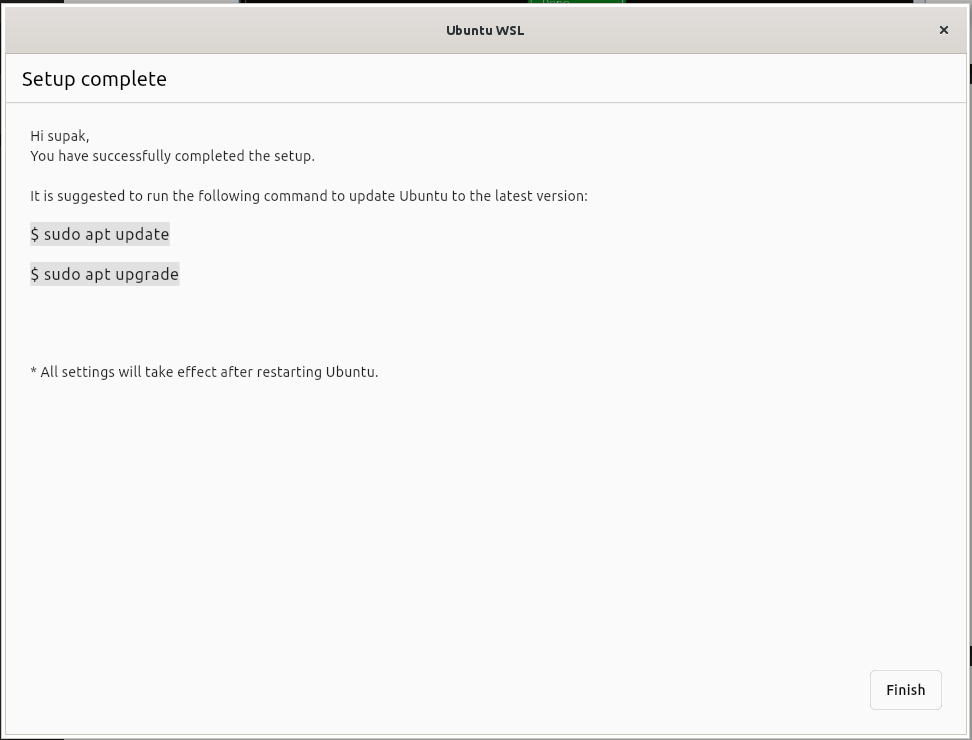 Ubuntu WSL
Setup complete
Hi supak,
You have successfully completed the setup.
It is suggested to run the following command to update Ubuntu to the latest version:
$ sudo apt update
$ sudo apt upgrade
* All settings will take effect after restarting Ubuntu.
Finish